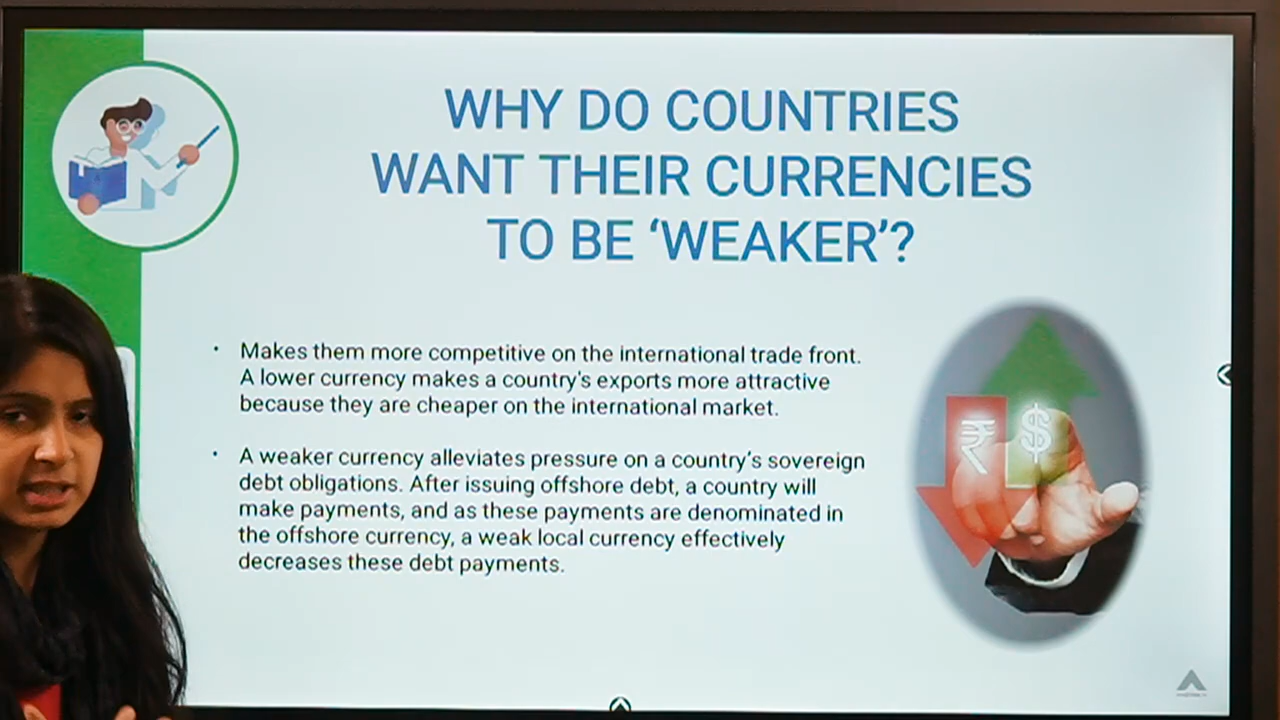 WHY DO COUNTRIES
WANT THEIR CURRENCIES
TO BE ‘WEAKER’?
• Makes them more competitive on the international trade front.
A lower currency makes a country's exports more attractive
because they are cheaper on the international market.
• A weaker currency alleviates pressure on a country’s sovereign
debt obligations. After issuing offshore debt, a country will
make payments, and as these payments are denominated in
the offshore currency, a weak local currency effectively
decreases these debt payments.
₹ $